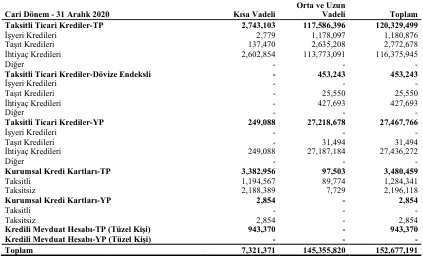 Orta ve Uzun
Cari Dönem - 31 Aralık 2020 Kısa Vadeli Vadeli Toplam
Taksitli Ticari Krediler-TP 2,743,103 117,586,396 120,329,499
İşyeri Kredileri 2,779 1,178,097 1,180,876
Taşıt Kredileri 137,470 2,635,208 2,772,678
İhtiyaç Kredileri 2,602,854 113,773,091 116,375,945
Diğer - - -
Taksitli Ticari Krediler-Dövize Endeksli - 453,243 453,243
İşyeri Kredileri - - -
Taşıt Kredileri - 25,550 25,550
İhtiyaç Kredileri - 427,693 427,693
Diğer - - -
Taksitli Ticari Krediler-YP 249,088 27,218,678 27,467,766
İşyeri Kredileri - - -
Taşıt Kredileri - 31,494 31,494
İhtiyaç Kredileri 249,088 27,187,184 27,436,272
Diğer - - -
Kurumsal Kredi Kartları-TP 3,382,956 97,503 3,480,459
Taksitli 1,194,567 89,774 1,284,341
Taksitsiz 2,188,389 7,729 2,196,118
Kurumsal Kredi Kartları-YP 2,854 - 2,854
Taksitli - - -
Taksitsiz 2,854 - 2,854
Kredili Mevduat Hesabı-TP (Tüzel Kişi) 943,370 - 943,370
Kredili Mevduat Hesabı-YP (Tüzel Kişi) - - -
Toplam 7,321,371 145,355,820 152,677,191